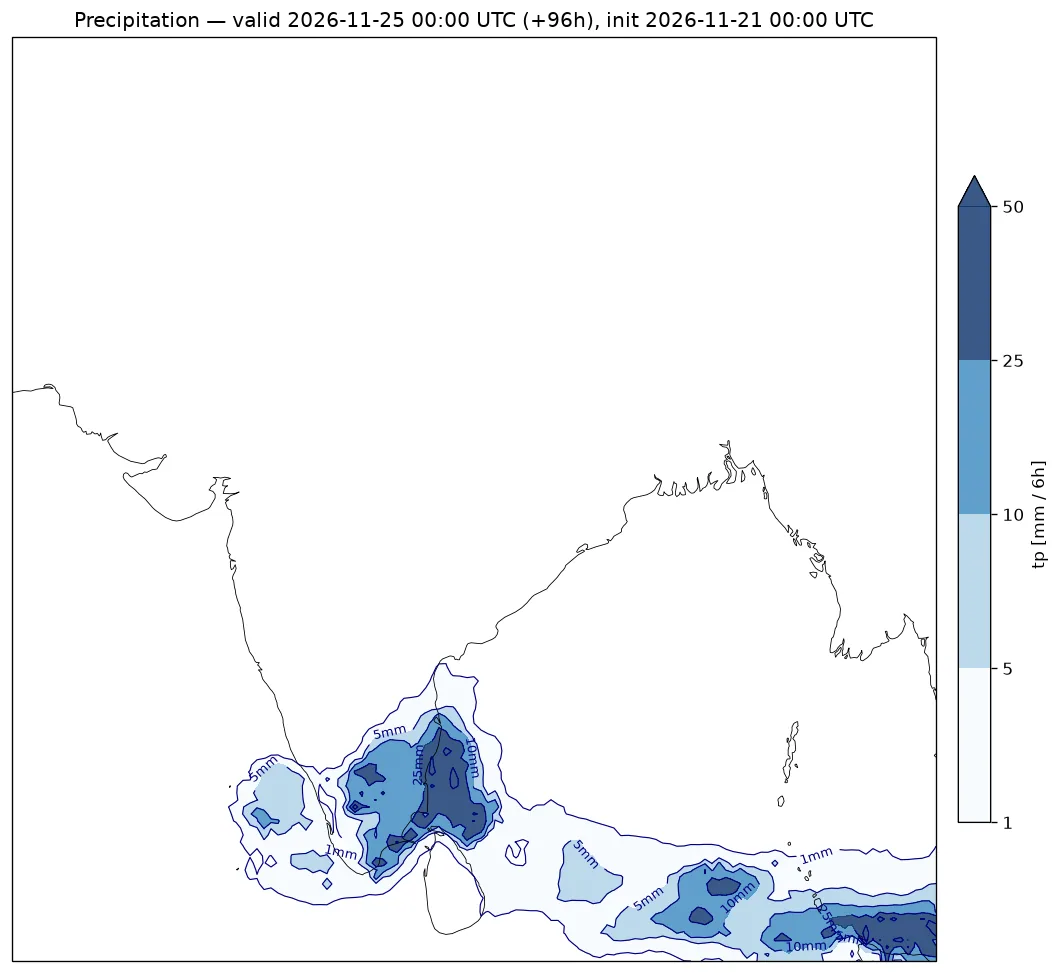 Precipitation — valid 2026-11-25 00:00 UTC (+96h), init 2026-11-21 00:00 UTC
50
25
10
5
1
tp [mm / 6h]
5mm
10mm
25mm
5mm
1mm
5mm
1mm
5mm
10mm
25mm
5mm
10mm